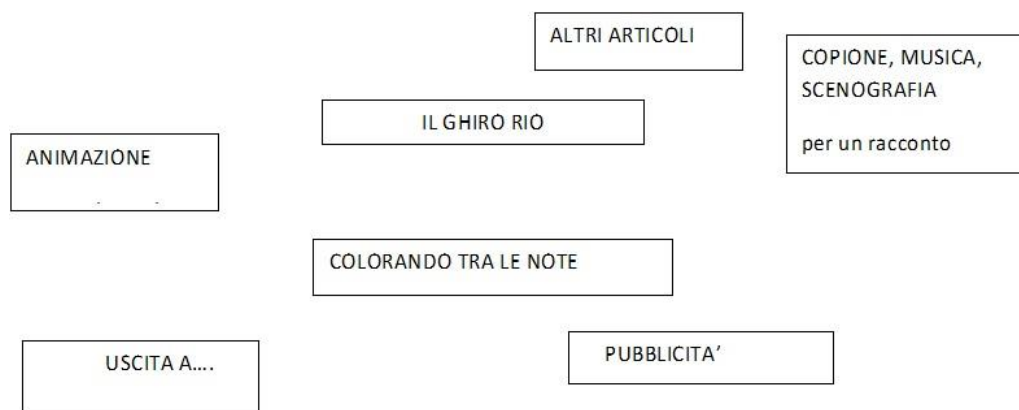 ALTRI ARTICOLI
COPIONE, MUSICA,
SCENOGRAFIA
per un racconto
IL GHIRO RIO
ANIMAZIONE
COLORANDO TRA LE NOTE
USCITA A....
PUBBLICITA’